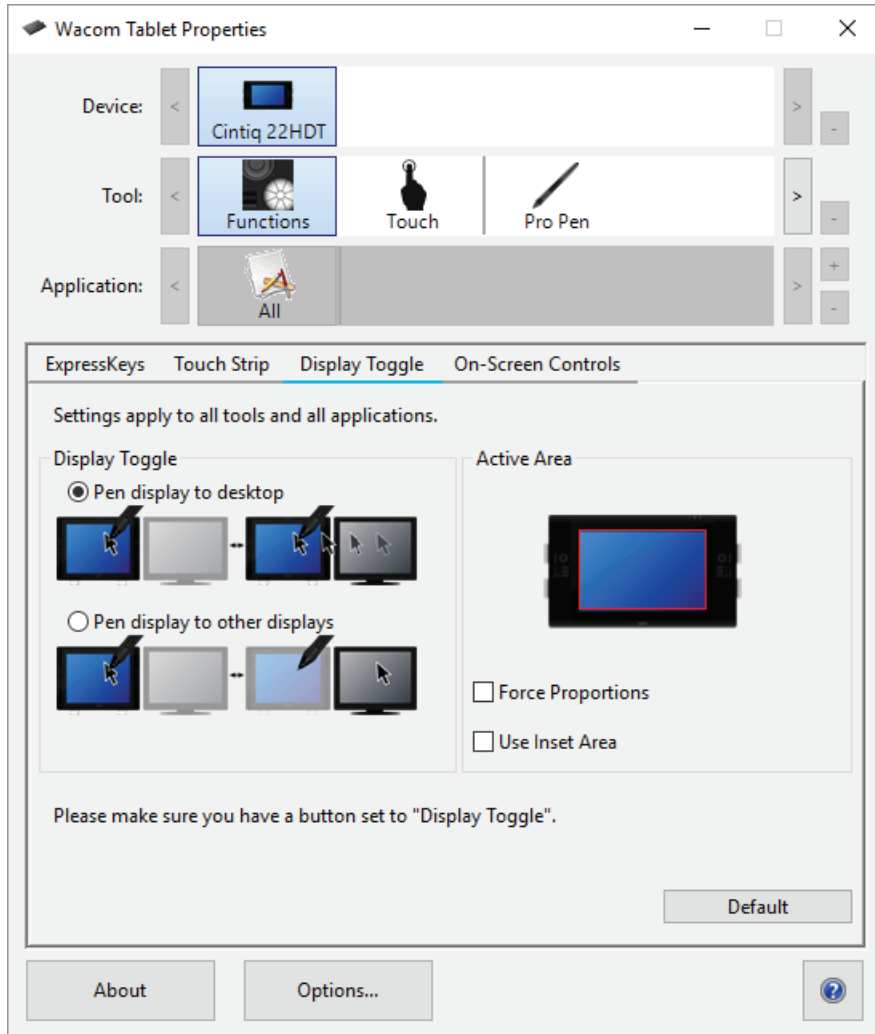 Wacom Tablet Properties
Device:
<
Cintiq 22HDT
>
-
Tool:
<
Functions
Touch
Pro Pen
>
-
Application:
<
All
>
+
-
ExpressKeys Touch Strip Display Toggle On-Screen Controls
Settings apply to all tools and all applications.
Display Toggle
Pen display to desktop
Pen display to other displays
Active Area
Force Proportions
Use Inset Area
Please make sure you have a button set to "Display Toggle".
Default
About
Options...
?